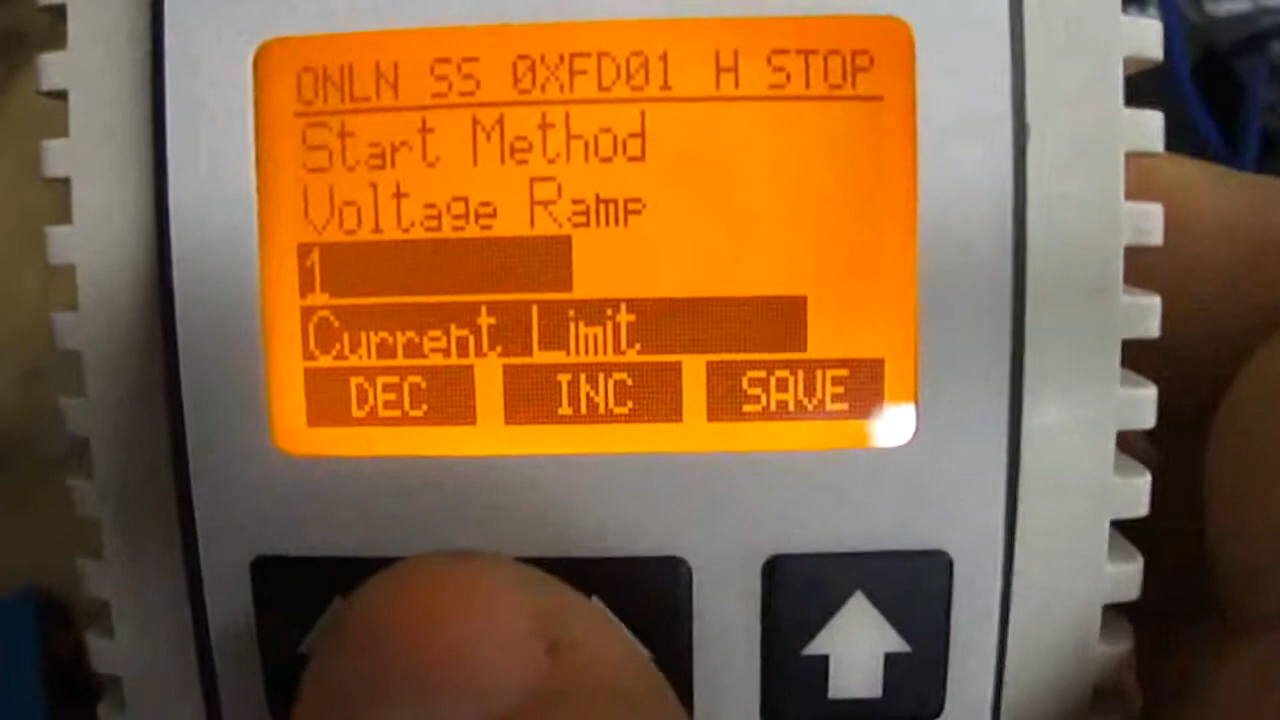 ONLN SS 0XFD01 H STOP
Start Method
Voltage Ramp
1
Current Limit
DEC INC SAVE